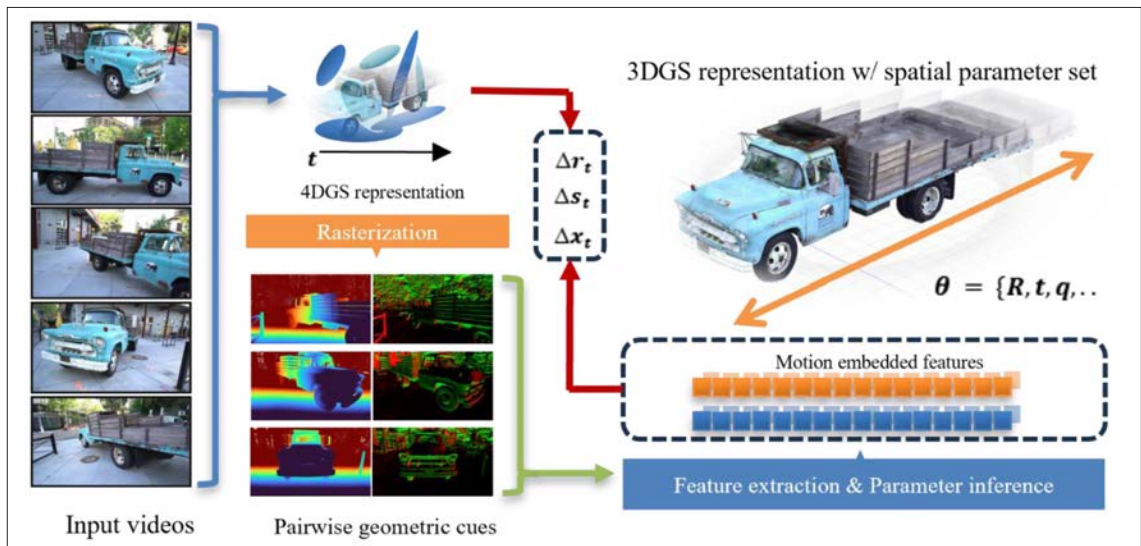 3DGS representation w/ spatial parameter set
t
4DGS representation
Rasterization
Δr_t
Δs_t
Δx_t
θ = {R, t, q, . .
Motion embedded features
Feature extraction & Parameter inference
Input videos
Pairwise geometric cues